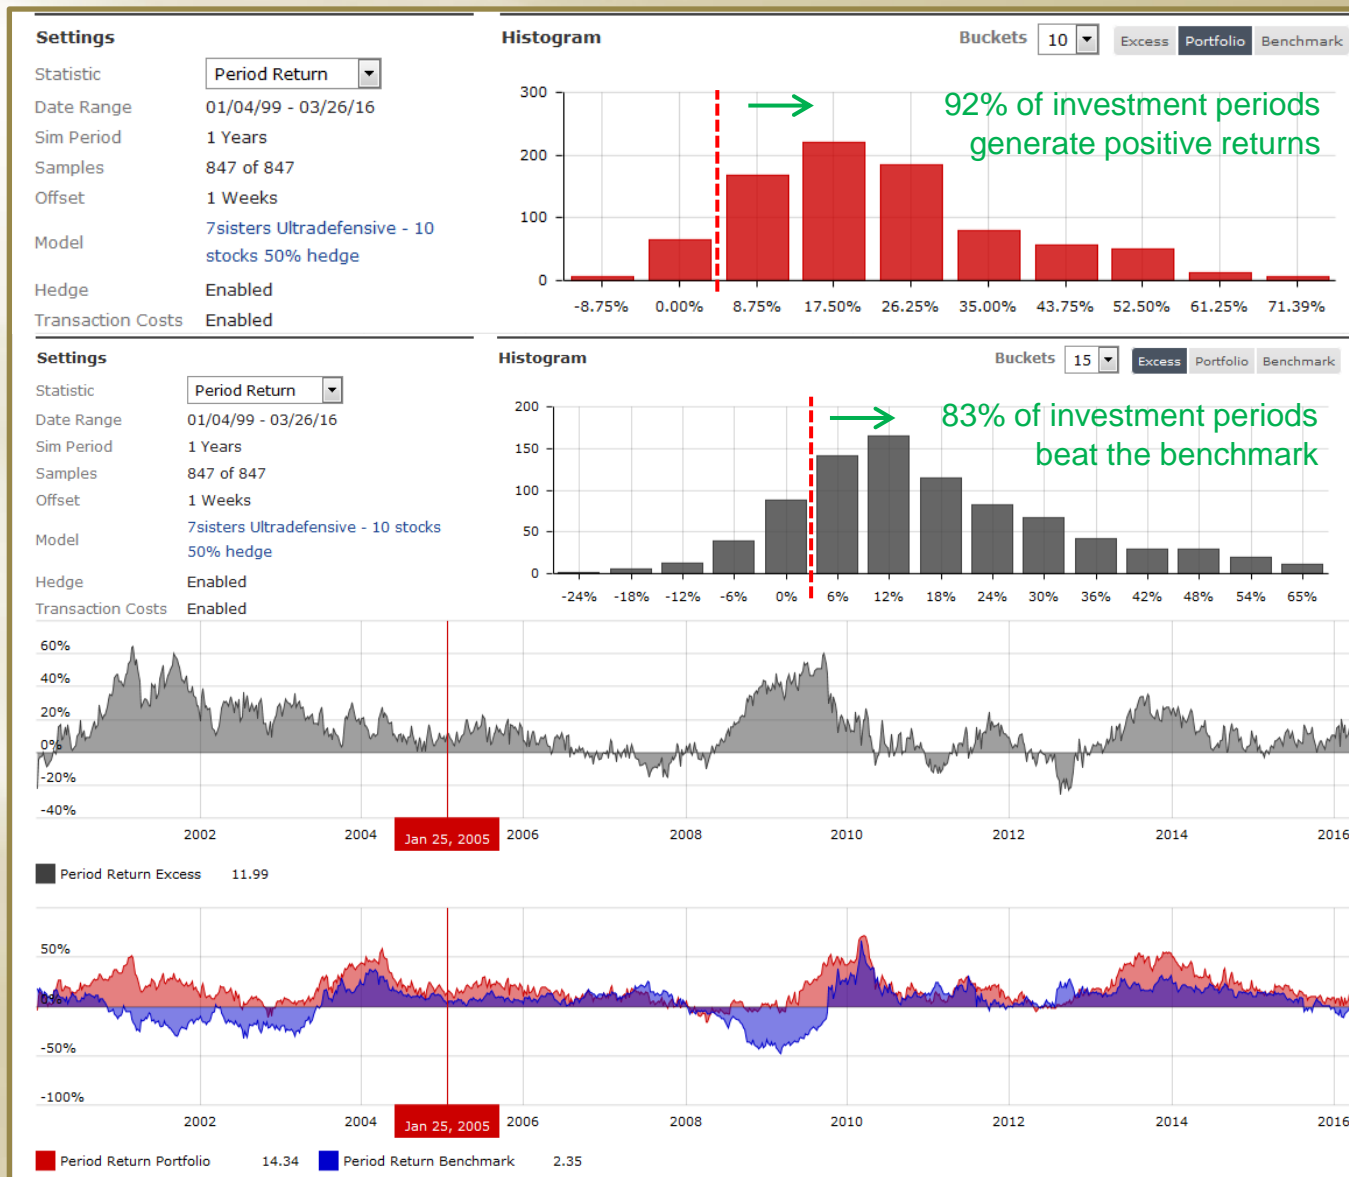 Settings
Statistic Period Return
Date Range 01/04/99 - 03/26/16
Sim Period 1 Years
Samples 847 of 847
Offset 1 Weeks
Model 7sisters Ultradefensive - 10
stocks 50% hedge
Hedge Enabled
Transaction Costs Enabled
Histogram Buckets 10 Excess Portfolio Benchmark
92% of investment periods
generate positive returns
300
200
100
0
-8.75% 0.00% 8.75% 17.50% 26.25% 35.00% 43.75% 52.50% 61.25% 71.39%
Settings
Statistic Period Return
Date Range 01/04/99 - 03/26/16
Sim Period 1 Years
Samples 847 of 847
Offset 1 Weeks
Model 7sisters Ultradefensive - 10 stocks
50% hedge
Hedge Enabled
Transaction Costs Enabled
Histogram Buckets 15 Excess Portfolio Benchmark
83% of investment periods
beat the benchmark
200
150
100
50
0
-24% -18% -12% -6% 0% 6% 12% 18% 24% 30% 36% 42% 48% 54% 65%
60%
40%
20%
0%
-20%
-40%
2002 2004 Jan 25, 2005 2006 2008 2010 2012 2014 2016
Period Return Excess 11.99
50%
0%
-50%
-100%
2002 2004 Jan 25, 2005 2006 2008 2010 2012 2014 2016
Period Return Portfolio 14.34 Period Return Benchmark 2.35